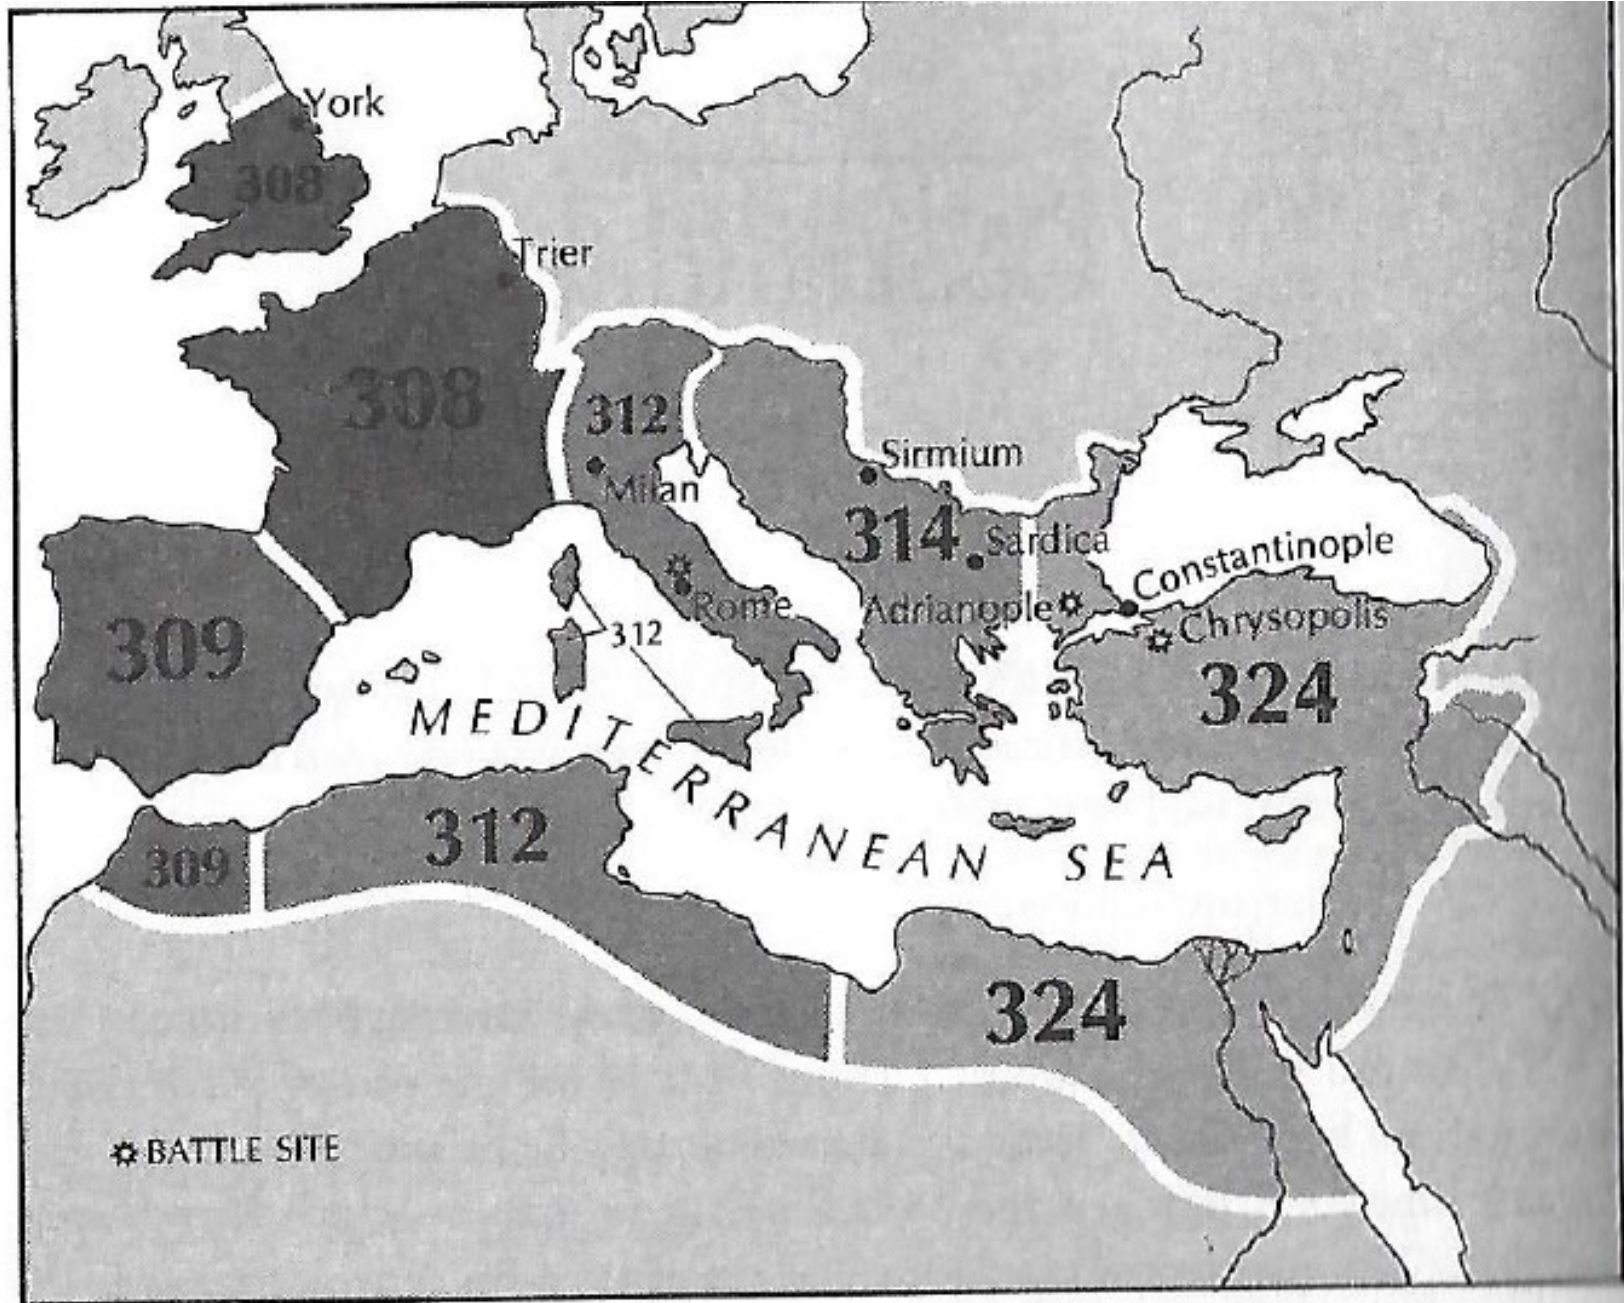 York
308
Trier
308
312
Milan
Sirmium
314
Sardica
Constantinople
Adrianople
Chrysopolis
Rome
312
309
324
MEDITERRANEAN SEA
312
309
324
BATTLE SITE